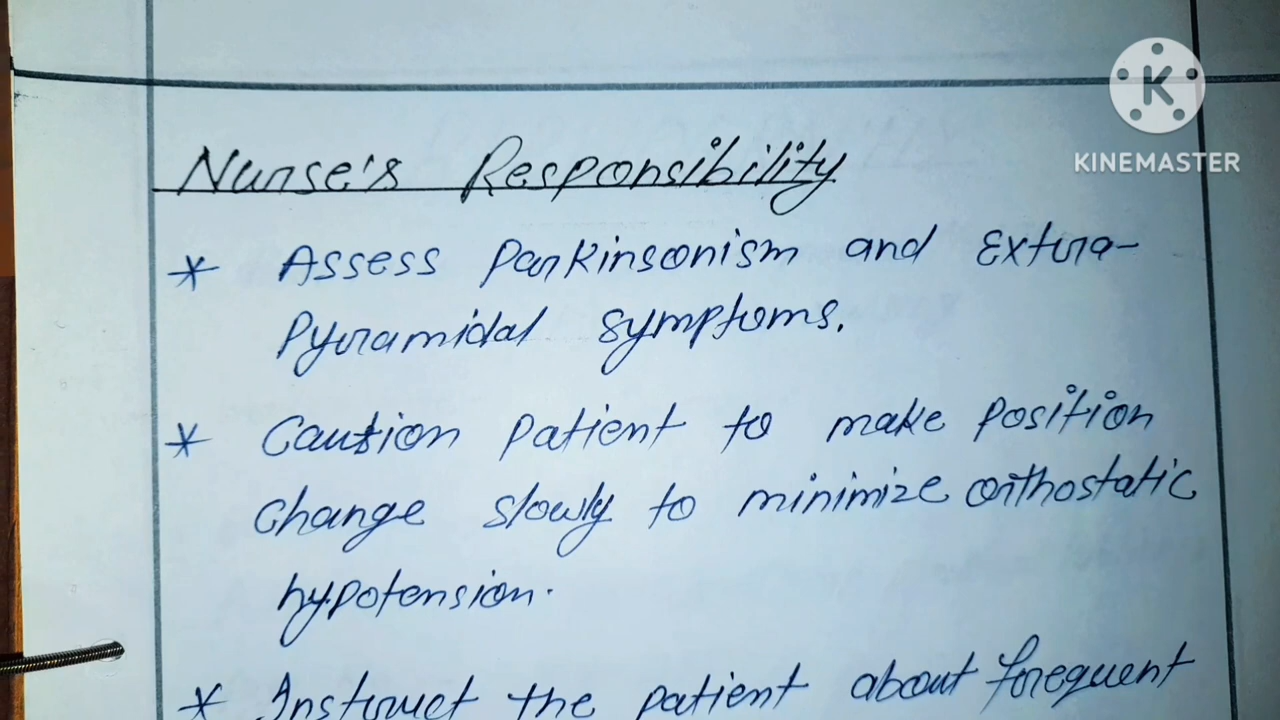 K
KINEMASTER
Nurse's Responsibility
* Assess Parkinsonism and Extra-
Pyramidal symptoms.
* Caution patient to make position
change slowly to minimize orthostatic
hypotension.
* Instruct the patient about frequent